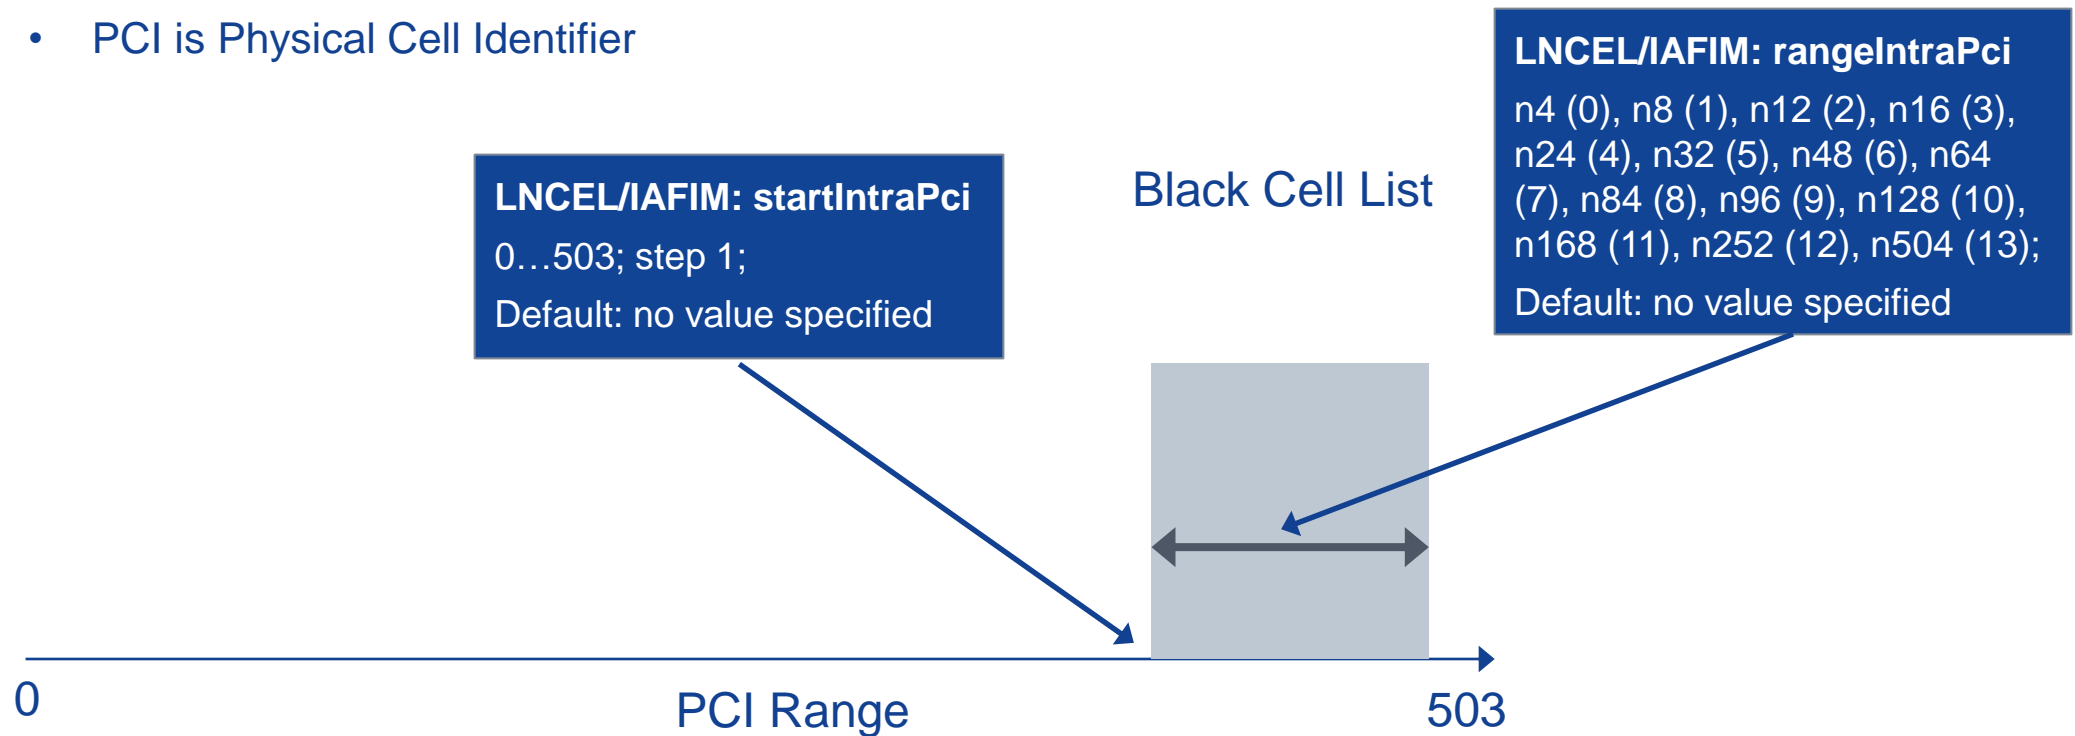 • PCI is Physical Cell Identifier
LNCEL/IAFIM: rangeIntraPci
n4 (0), n8 (1), n12 (2), n16 (3),
n24 (4), n32 (5), n48 (6), n64
(7), n84 (8), n96 (9), n128 (10),
n168 (11), n252 (12), n504 (13);
Default: no value specified
LNCEL/IAFIM: startIntraPci
0…503; step 1;
Default: no value specified
Black Cell List
0
PCI Range
503